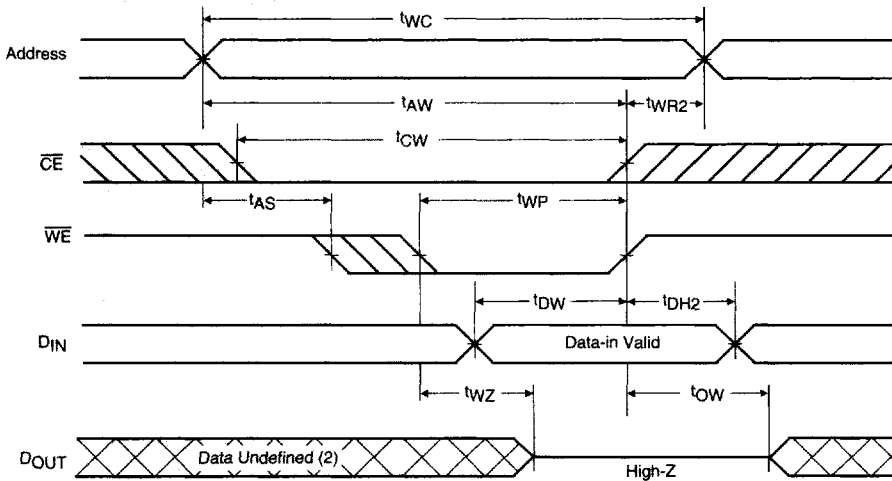 tWC
Address
tAW
tWR2
tCW
CE
tAS
tWP
WE
tDW
tDH2
DIN
Data-in Valid
tWZ
tOW
DOUT
Data Undefined (2)
High-Z